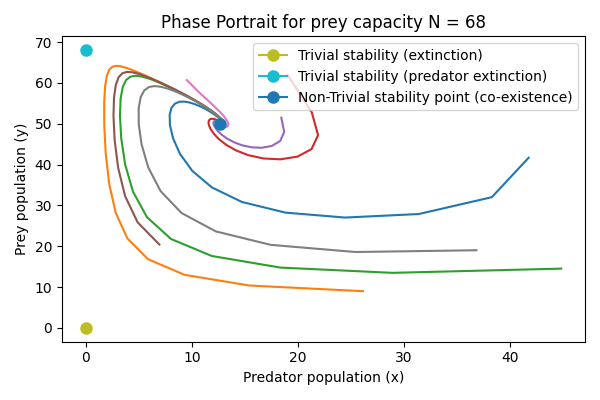 Phase Portrait for prey capacity N = 68
Trivial stability (extinction)
Trivial stability (predator extinction)
Non-Trivial stability point (co-existence)
Prey population (y)
70
60
50
40
30
20
10
0
0 10 20 30 40
Predator population (x)